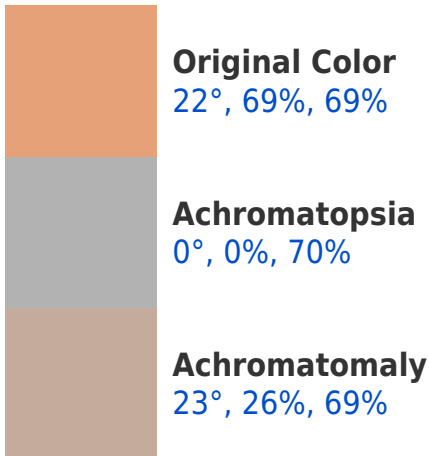 Original Color
22°, 69%, 69%
Achromatopsia
0°, 0%, 70%
Achromatomaly
23°, 26%, 69%